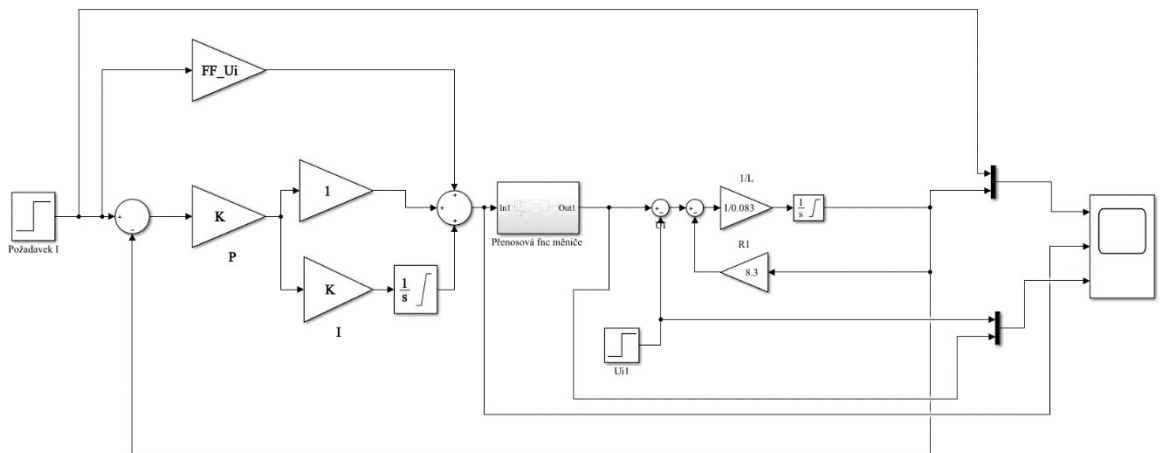 FF_Ui
1
K
P
K
1
s
I
Požadavek I
+
-
+
+
+
In1
Out1
Přenosová fnc měniče
+
-
U1
+
-
1/L
1/0.083
1
s
R1
8.3
Ui1